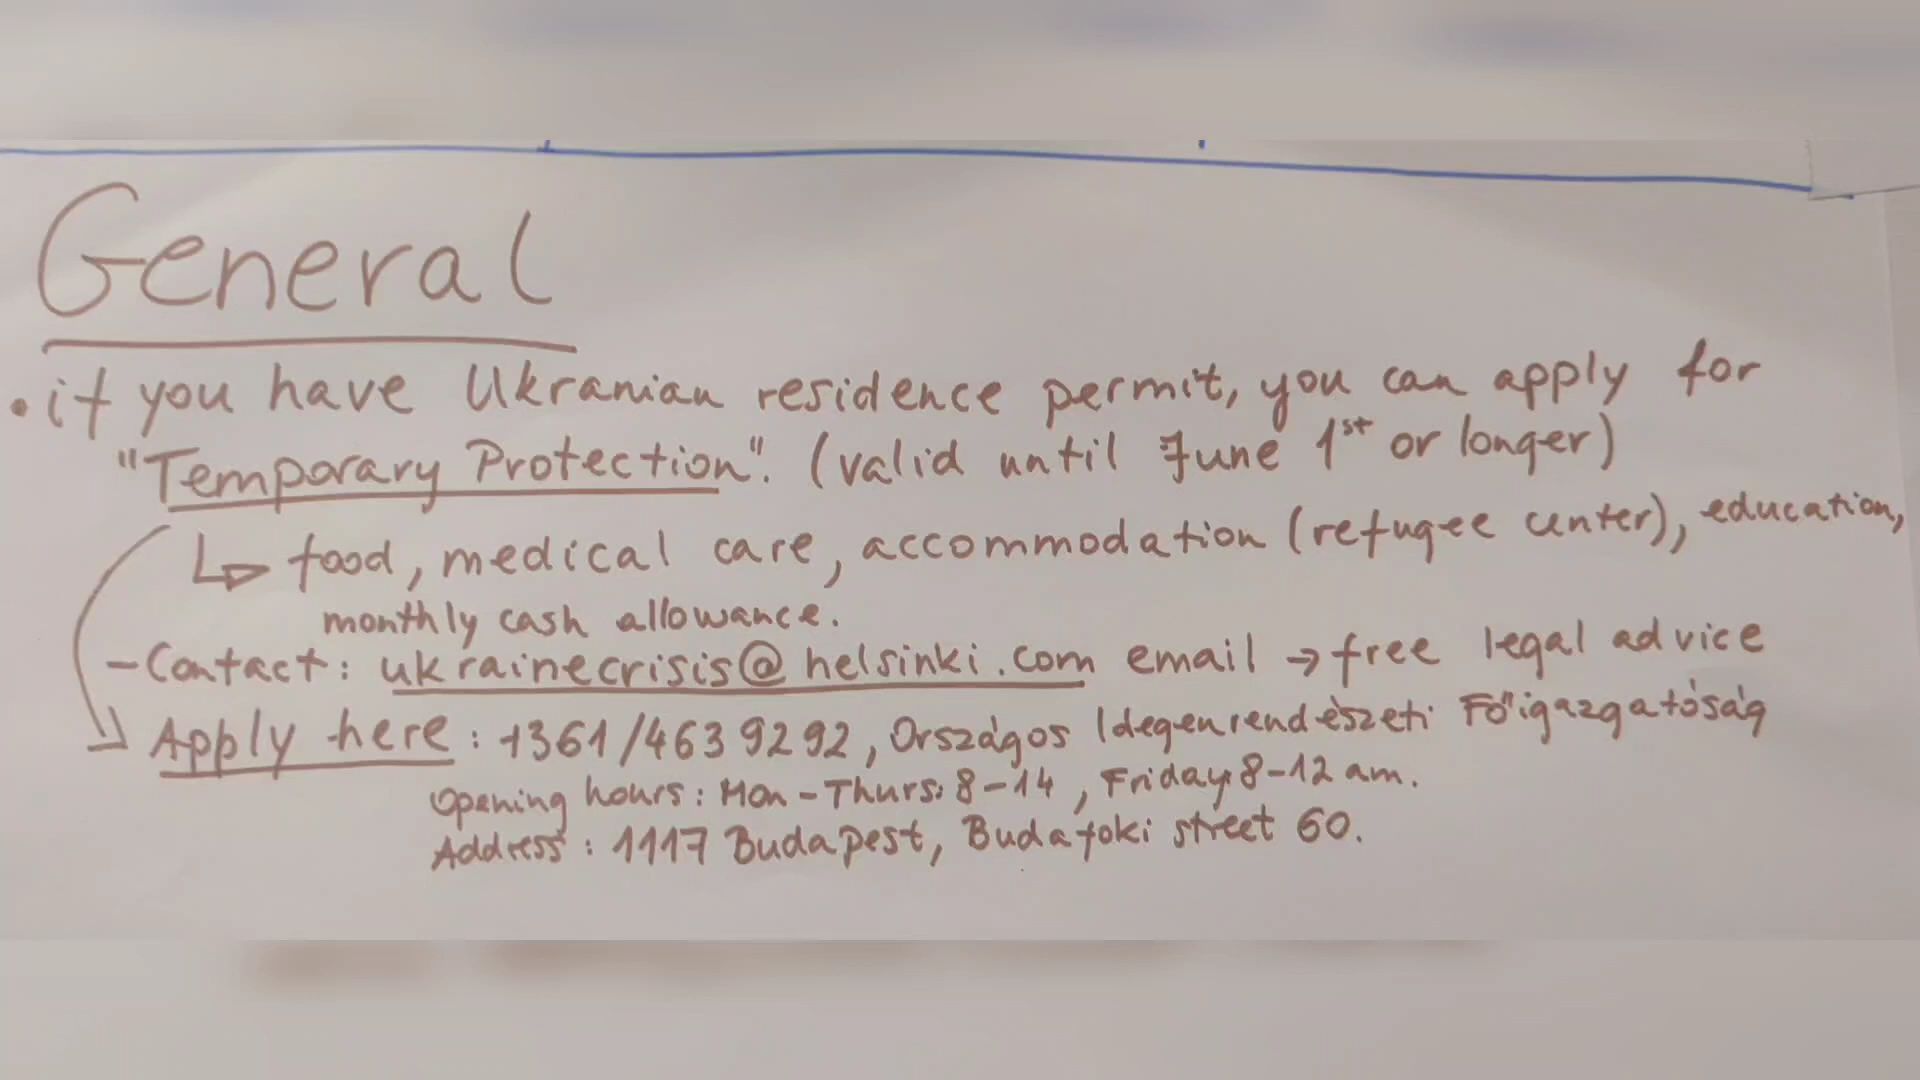 General
• if you have Ukranian residence permit, you can apply for
"Temporary Protection". (valid until June 1st or longer)
↳ food, medical care, accommodation (refugee center), education,
monthly cash allowance.
- Contact: ukrainecrisis@helsinki.com email → free legal advice
Apply here: +361/463 9292, Országos Idegenrendészeti Főigazgatóság
Opening hours: Mon-Thurs: 8-14, Friday: 8-12 am.
Address: 1117 Budapest, Budafoki street 60.